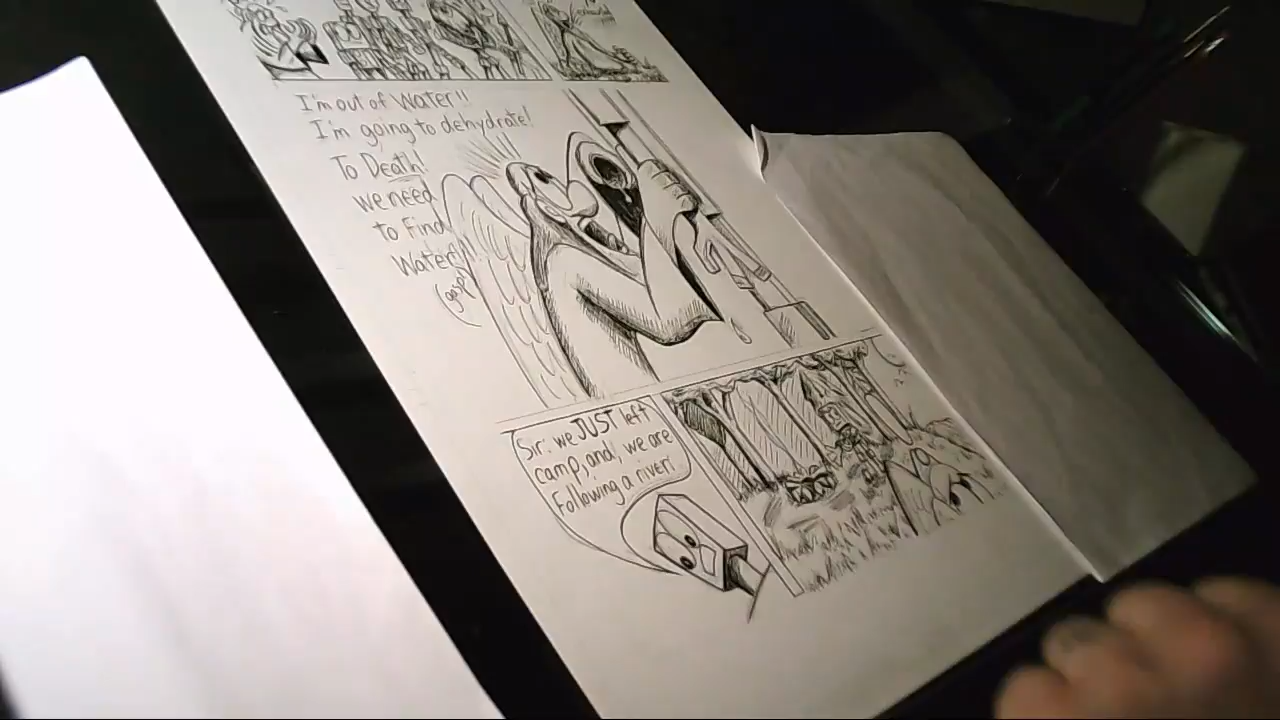 I'm out of Water!!
I'm going to dehydrate!
To Death!
we need
to Find
Water!!!
(gasp)
Sir: we JUST left
camp, and, we are
Following a river!